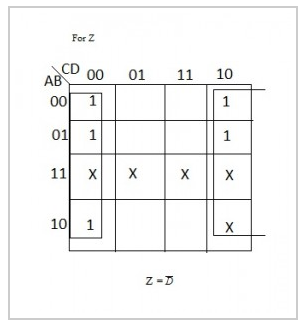 For Z
CD 00 01 11 10
AB
00 1 1
01 1 1
11 X X X X
10 1 X
Z = D̅